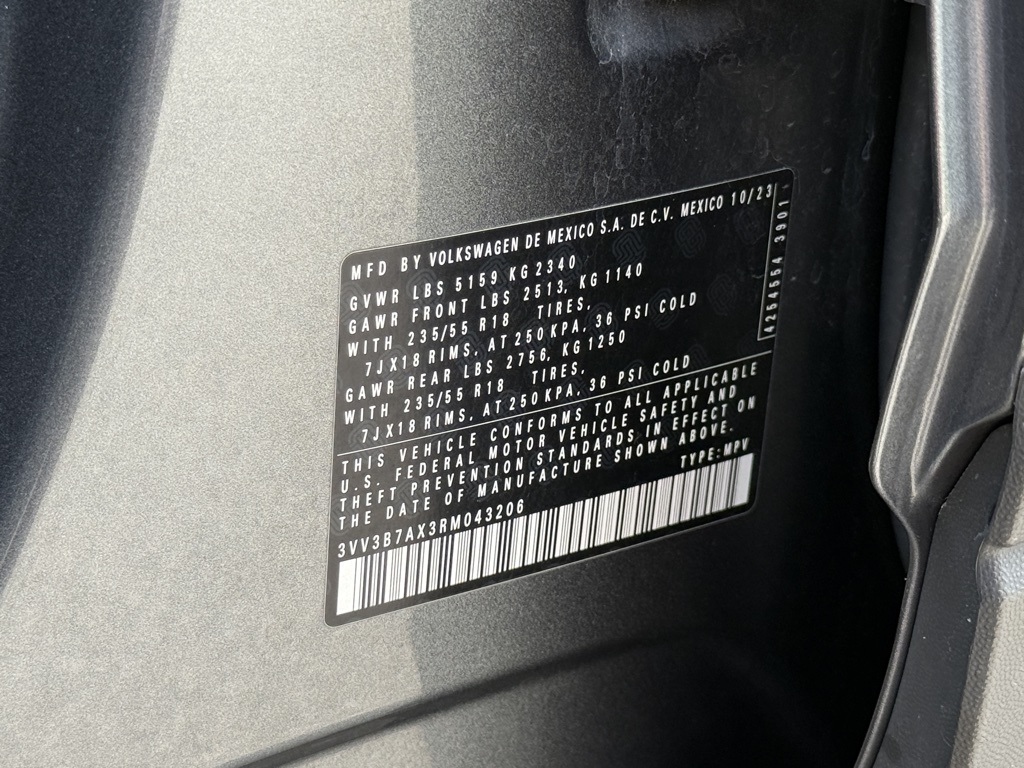 MFD BY VOLKSWAGEN DE MEXICO S.A. DE C.V. MEXICO 10/23
GVWR LBS 5159 KG 2340
GAWR FRONT LBS 2513, KG 1140
WITH 235/55 R18 TIRES,
7JX18 RIMS, AT 250KPA, 36 PSI COLD
GAWR REAR LBS 2756, KG 1250
WITH 235/55 R18 TIRES,
7JX18 RIMS, AT 250KPA, 36 PSI COLD
THIS VEHICLE CONFORMS TO ALL APPLICABLE
U.S. FEDERAL MOTOR VEHICLE SAFETY AND
THEFT PREVENTION STANDARDS IN EFFECT ON
THE DATE OF MANUFACTURE SHOWN ABOVE.
TYPE: MPV
3VV3B7AX3RM043206
4254554 3901